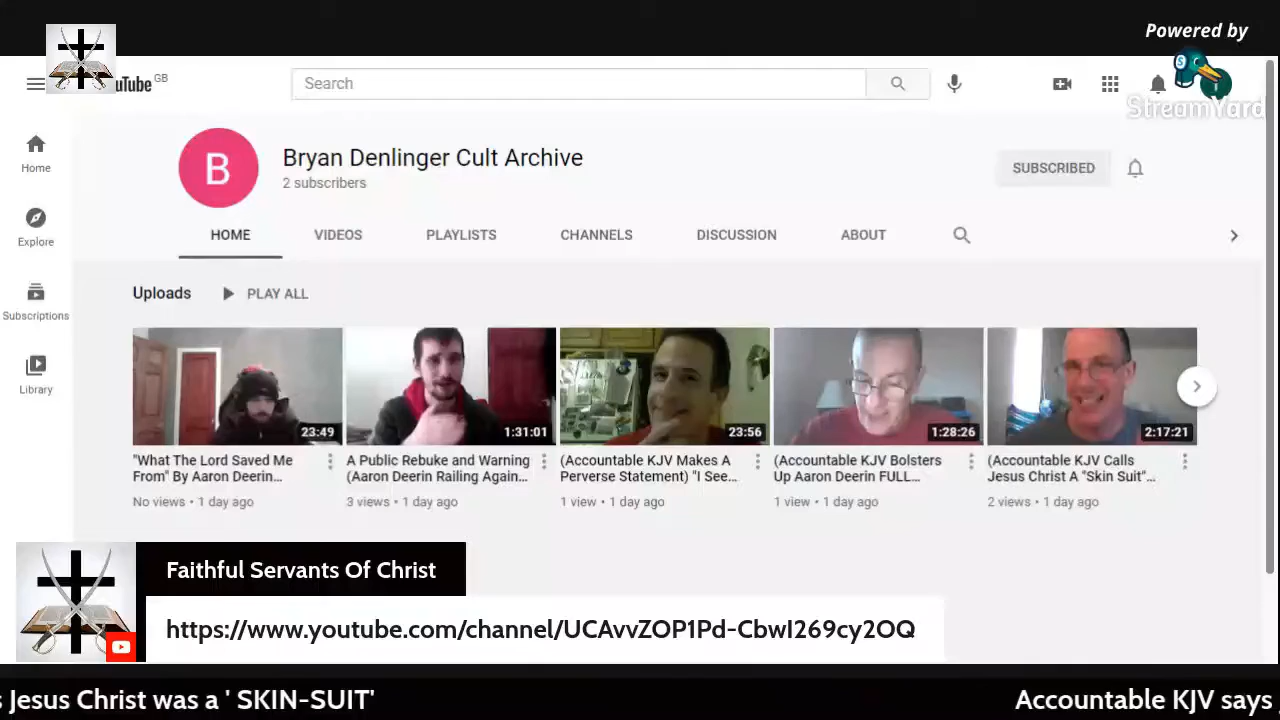 Powered by
StreamYard
uTube GB
Search
Bryan Denlinger Cult Archive
2 subscribers
SUBSCRIBED
Home
Explore
Subscriptions
Library
HOME VIDEOS PLAYLISTS CHANNELS DISCUSSION ABOUT
Uploads PLAY ALL
23:49
1:31:01
23:56
1:28:26
2:17:21
"What The Lord Saved Me
From" By Aaron Deerin...
No views • 1 day ago
A Public Rebuke and Warning
(Aaron Deerin Railing Again...
3 views • 1 day ago
(Accountable KJV Makes A
Perverse Statement) "I See...
1 view • 1 day ago
(Accountable KJV Bolsters
Up Aaron Deerin FULL...
1 view • 1 day ago
(Accountable KJV Calls
Jesus Christ A "Skin Suit"...
2 views • 1 day ago
B
Faithful Servants Of Christ
https://www.youtube.com/channel/UCAvvZOP1Pd-CbwI269cy2OQ
s Jesus Christ was a ' SKIN-SUIT' Accountable KJV says